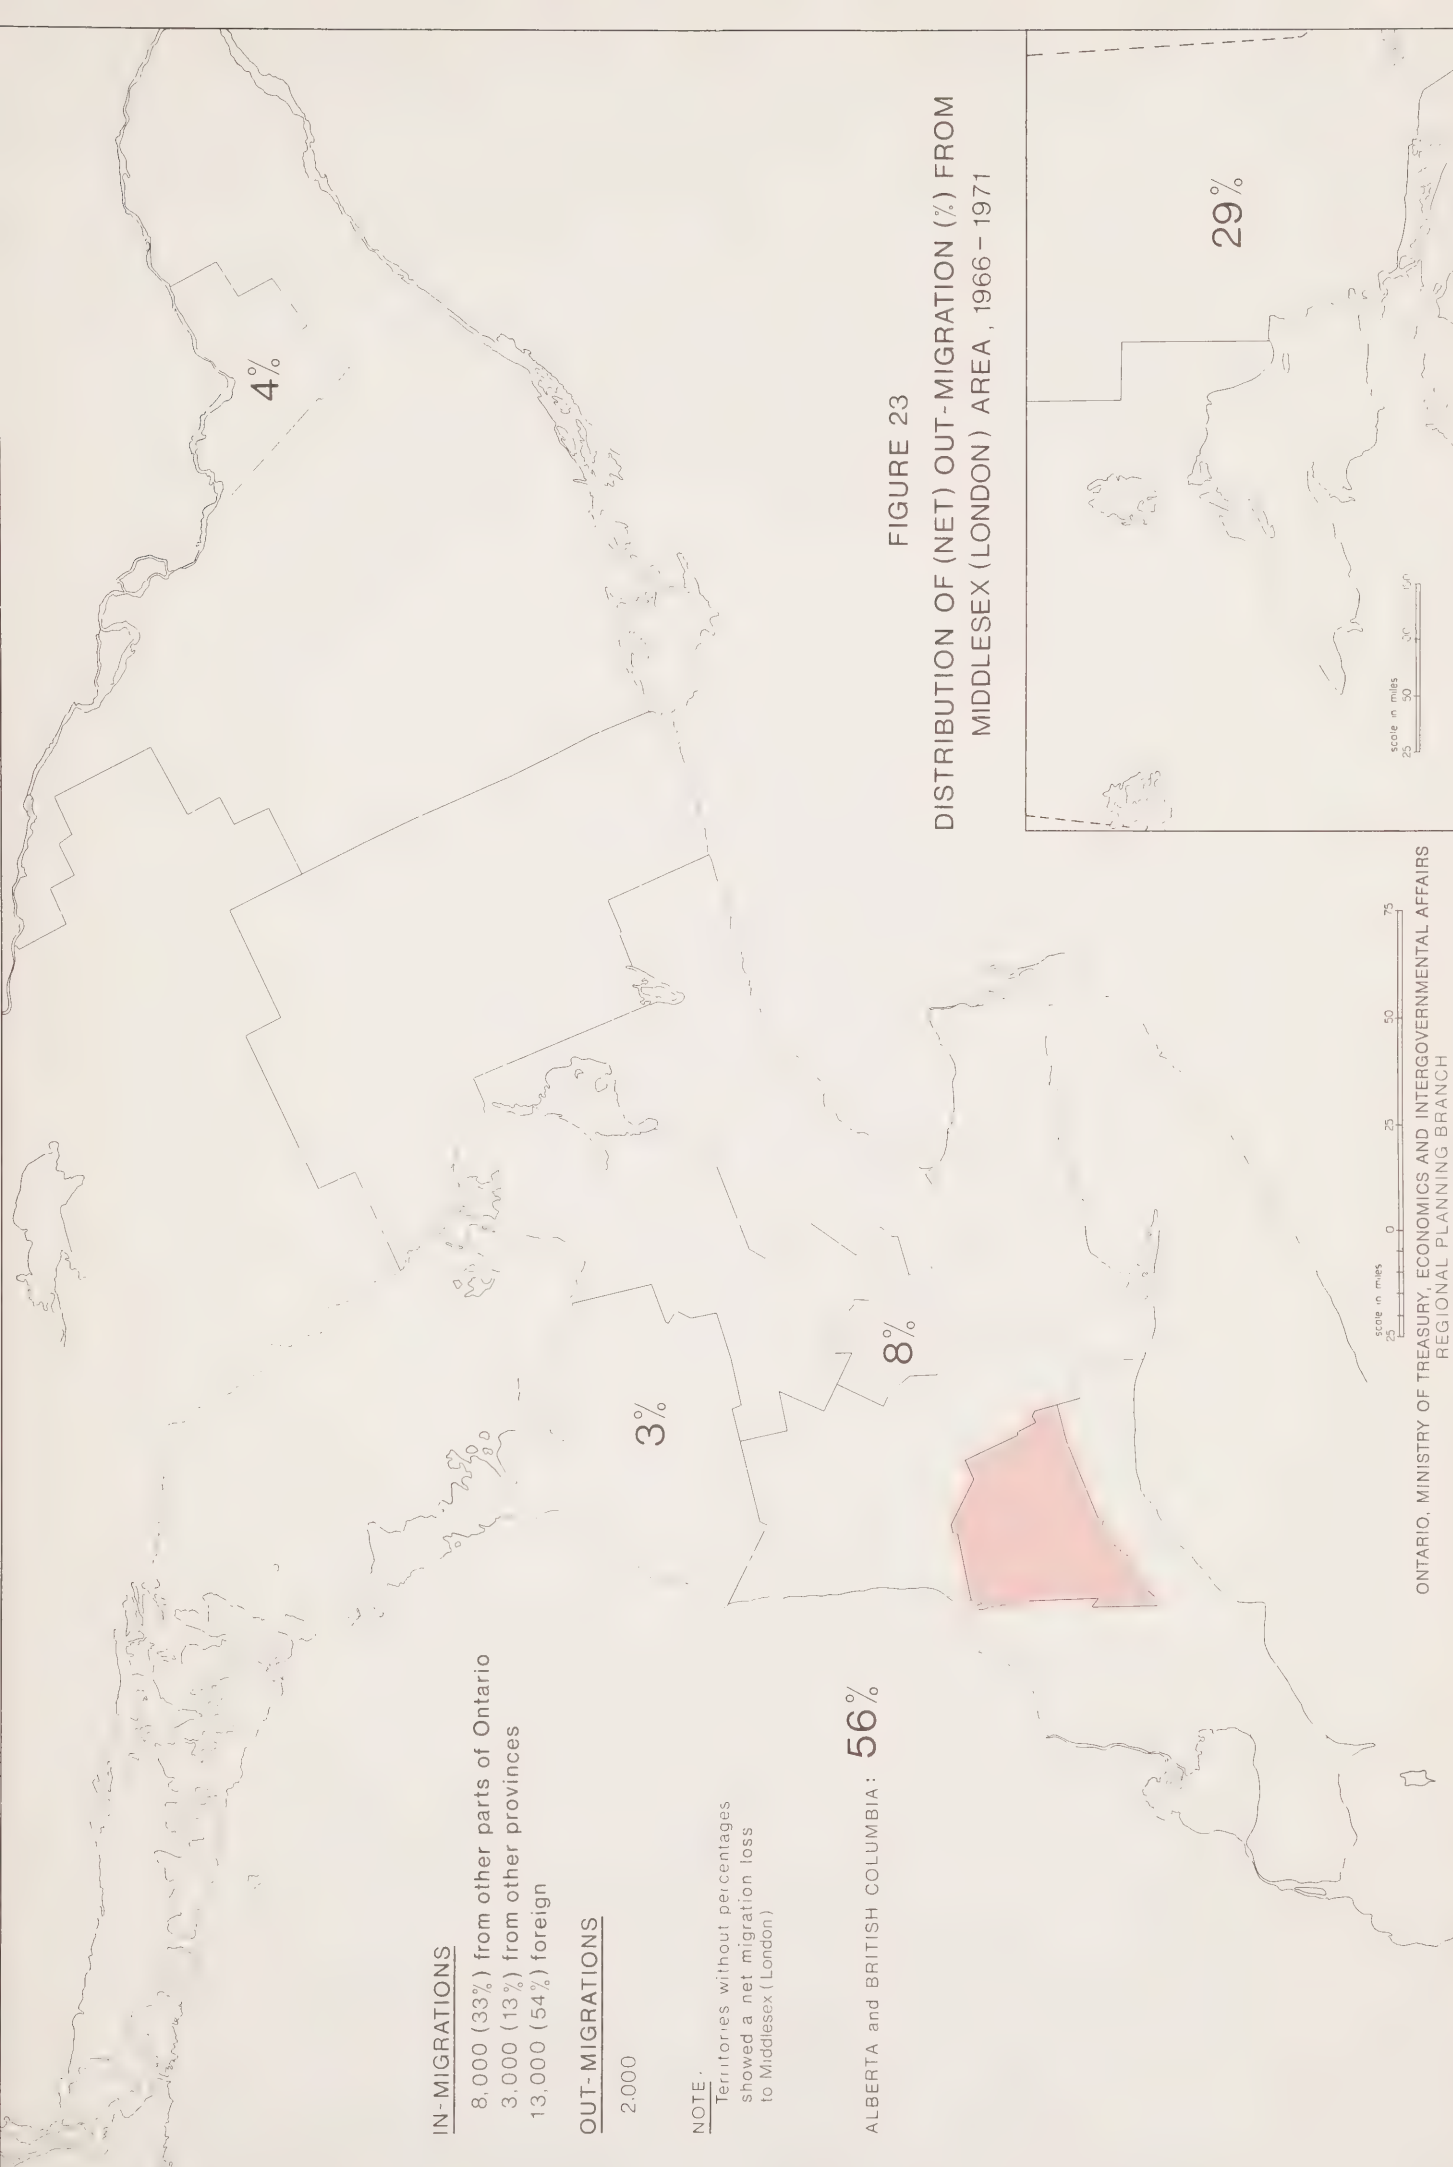 4%
3%
8%
IN-MIGRATIONS
8,000 (33%) from other parts of Ontario
3,000 (13%) from other provinces
13,000 (54%) foreign
OUT-MIGRATIONS
2.000
NOTE.
Territories without percentages
showed a net migration loss
to Middlesex (London)
ALBERTA and BRITISH COLUMBIA: 56%
FIGURE 23
DISTRIBUTION OF (NET) OUT-MIGRATION (%) FROM
MIDDLESEX (LONDON) AREA, 1966-1971
29%
scale in miles
25 50
scale in miles
25 0 25 50 75
ONTARIO, MINISTRY OF TREASURY, ECONOMICS AND INTERGOVERNMENTAL AFFAIRS
REGIONAL PLANNING BRANCH